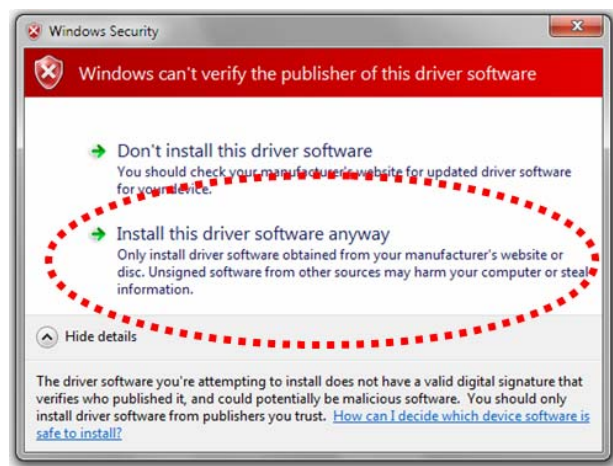 Windows Security
Windows can't verify the publisher of this driver software
Don't install this driver software
You should check your manufacturer's website for updated driver software
for your device.
Install this driver software anyway
Only install driver software obtained from your manufacturer's website or
disc. Unsigned software from other sources may harm your computer or steal
information.
Hide details
The driver software you're attempting to install does not have a valid digital signature that
verifies who published it, and could potentially be malicious software. You should only
install driver software from publishers you trust. How can I decide which device software is
safe to install?